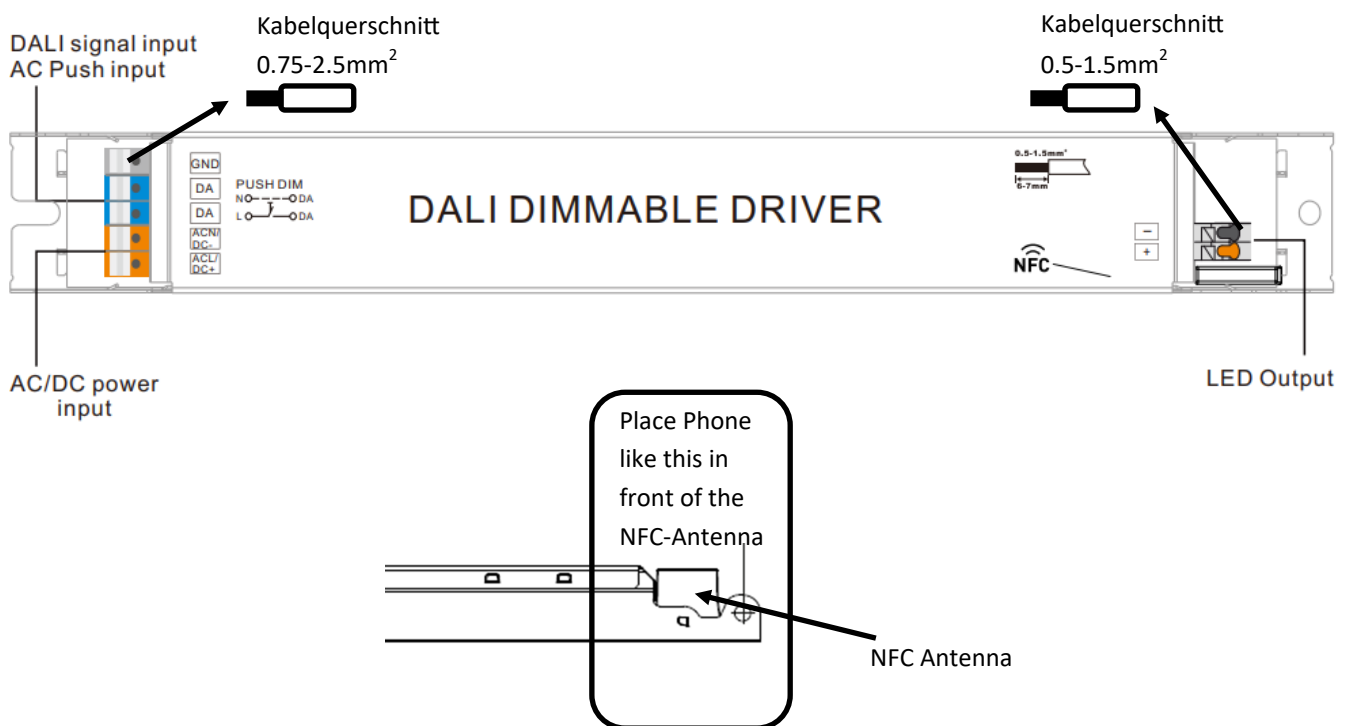 Kabelquerschnitt
0.75-2.5mm²
Kabelquerschnitt
0.5-1.5mm²
DALI signal input
AC Push input
GND
DA
DA
ACN/
DC-
ACL/
DC+
PUSH DIM
N DA
L DA
DALI DIMMABLE DRIVER
0.5-1.5mm²
6-7mm
NFC
−
+
AC/DC power
input
LED Output
Place Phone
like this in
front of the
NFC-Antenna
NFC Antenna